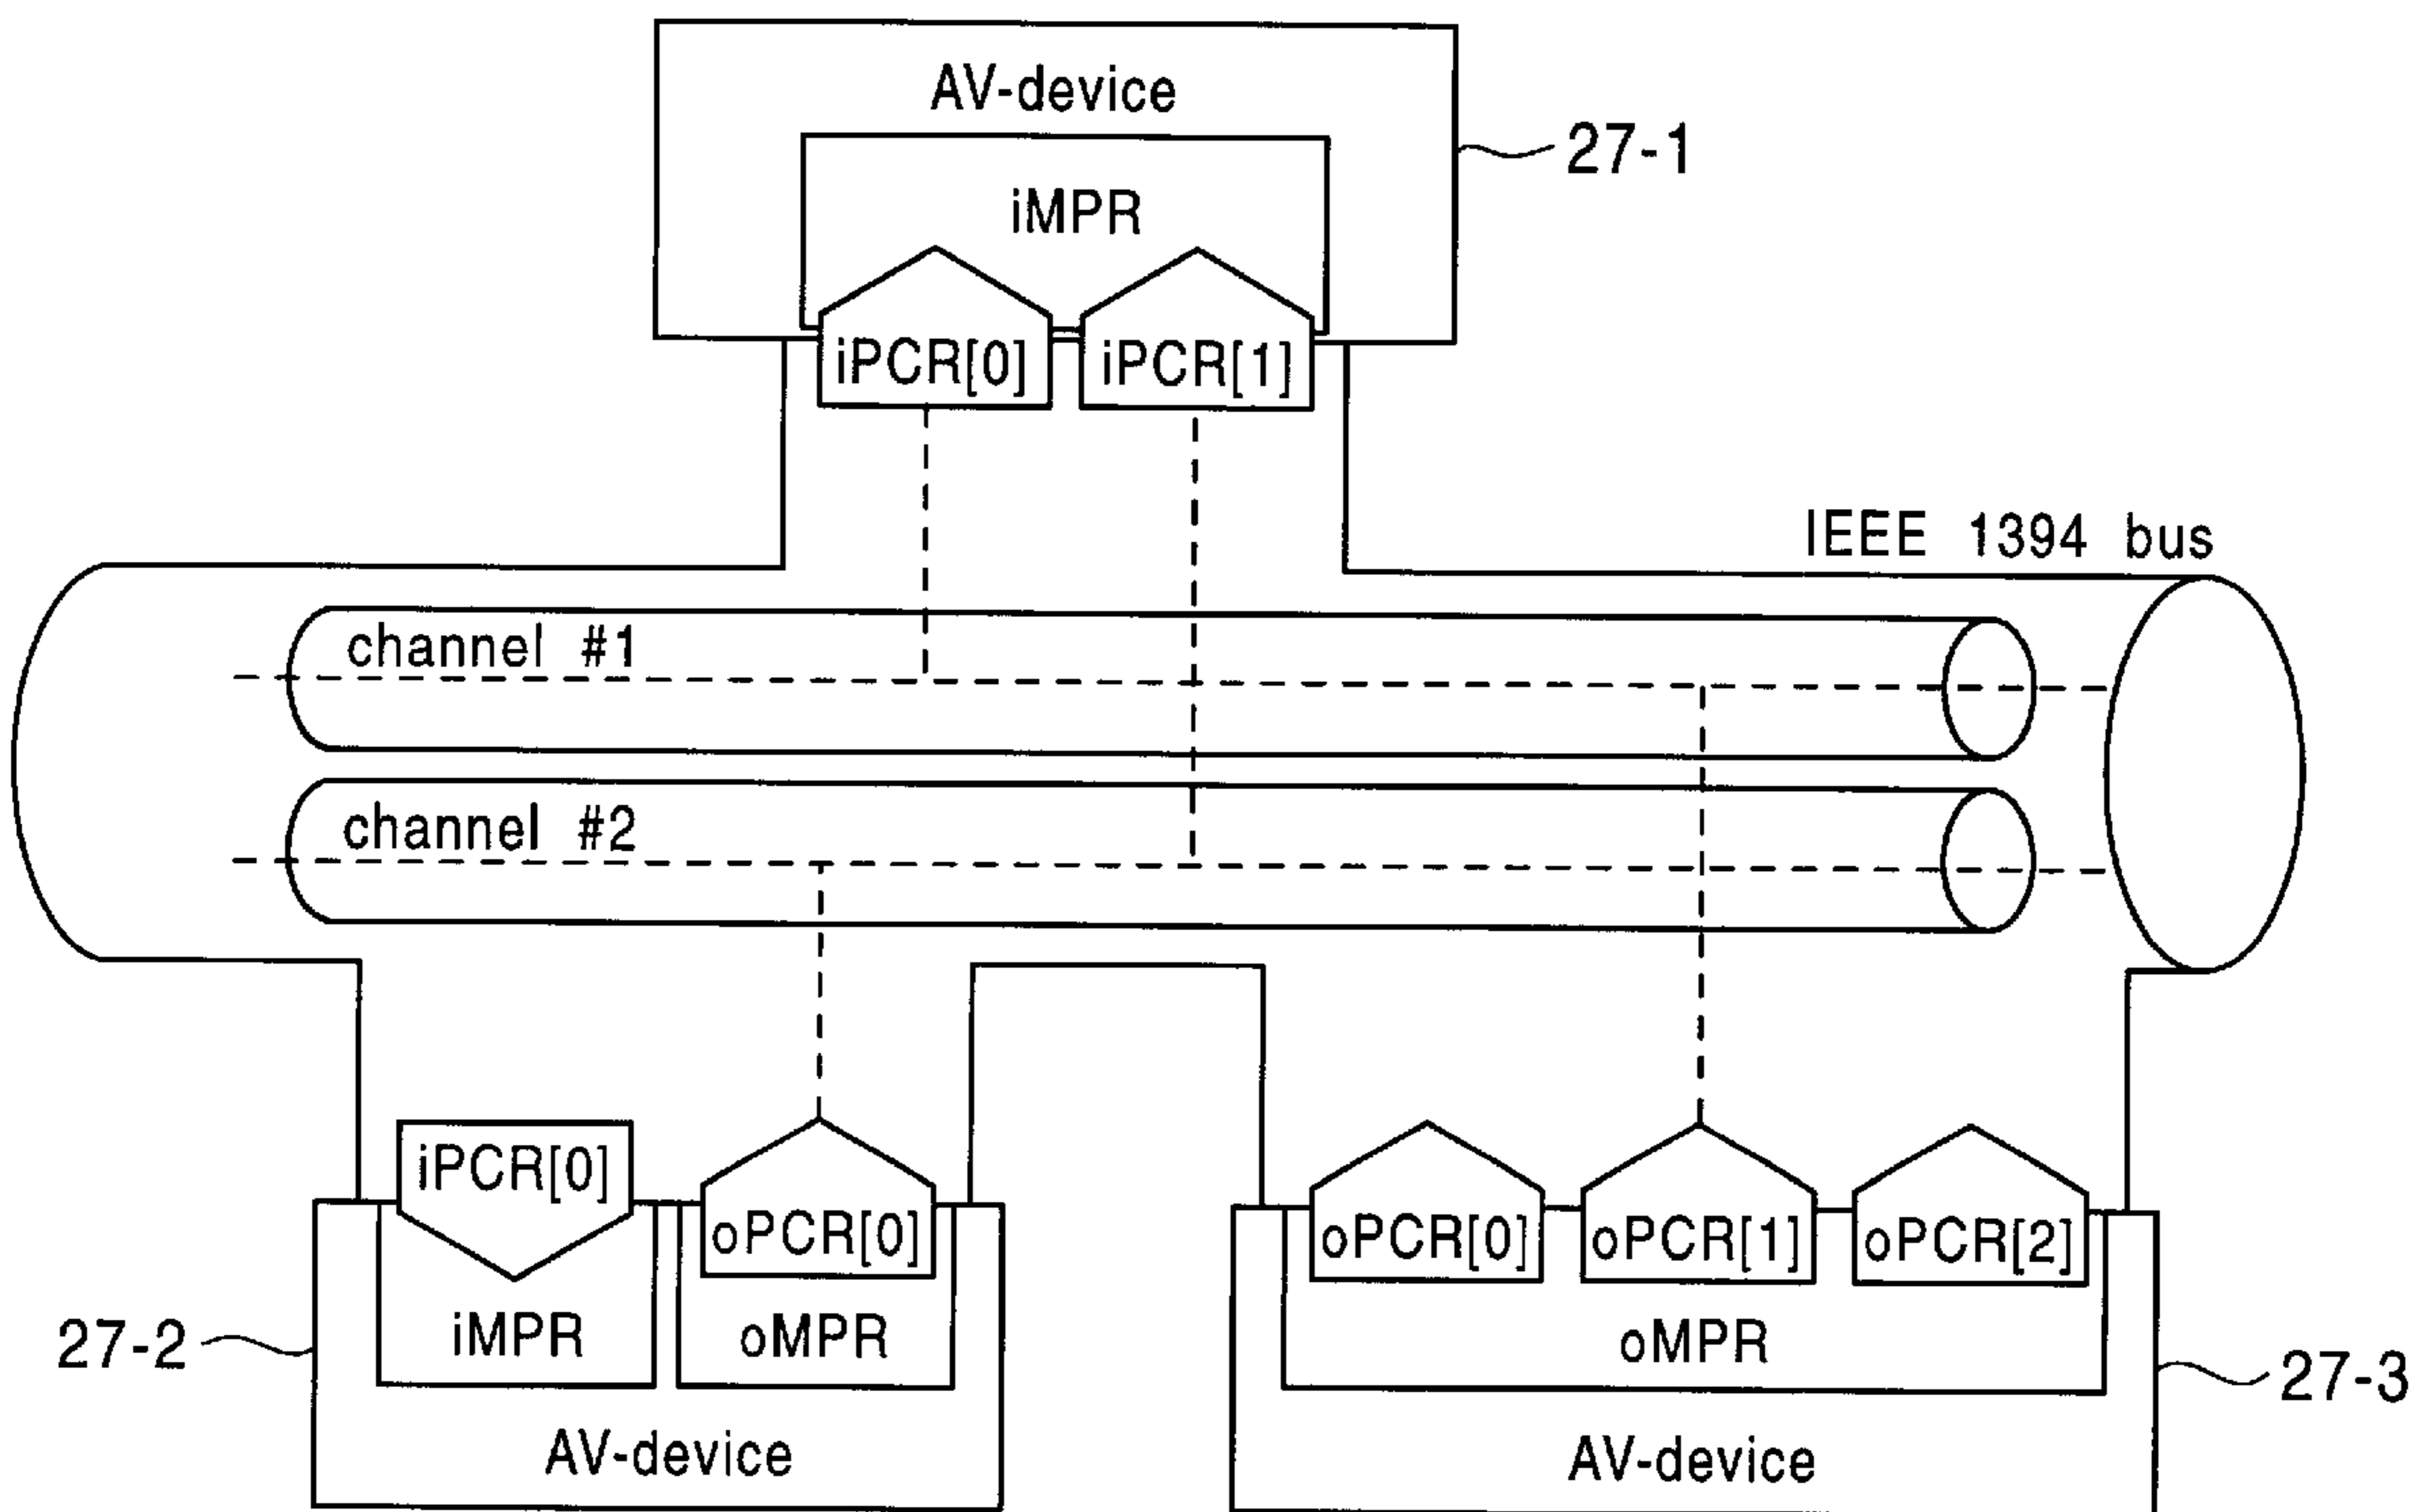 AV-device
27-1
iMPR
iPCR[0]
iPCR[1]
IEEE 1394 bus
channel #1
channel #2
iPCR[0]
oPCR[0]
oPCR[0]
oPCR[1]
oPCR[2]
27-2
iMPR
oMPR
oMPR
27-3
AV-device
AV-device